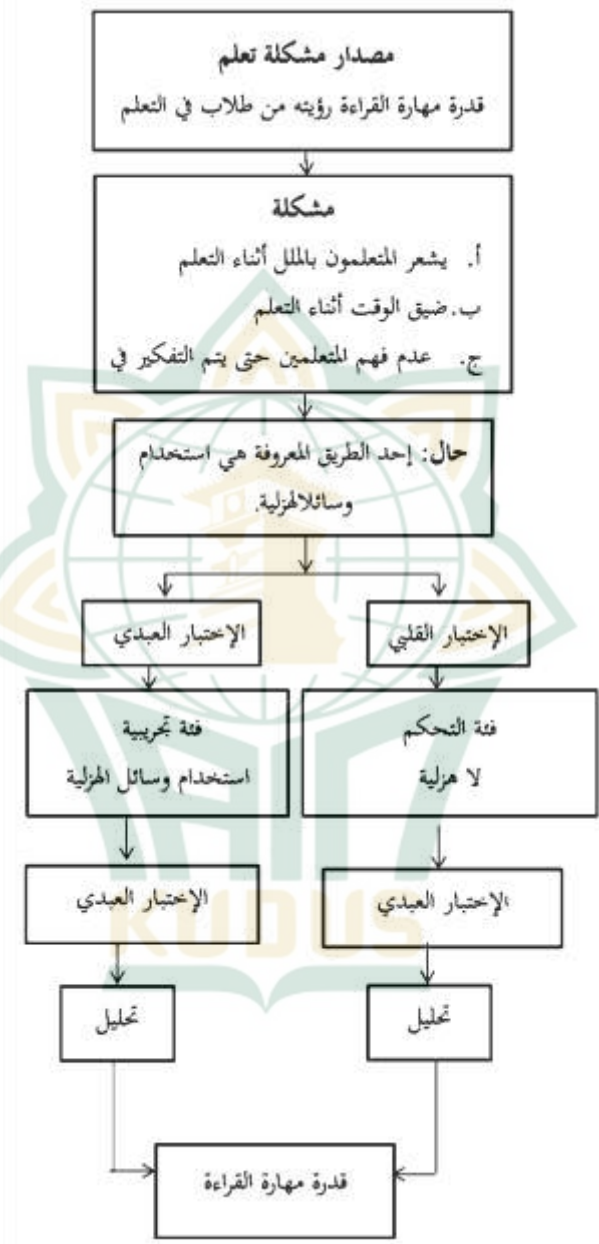 مصدار مشكلة تعلم
قدرة مهارة القراءة رؤيته من طلاب في التعلم
مشكلة
أ. يشعر المتعلمون بالملل أثناء التعلم
ب. ضيق الوقت أثناء التعلم
ج. عدم فهم المتعلمين حتى يتم التفكير في
حال: إحد الطريق المعروفة هي استخدام
وسائلالهزلية.
الإختبار القلبي
الإختبار العبدي
فئة التحكم
لا هزلية
فئة تجريبية
استخدام وسائل الهزلية
الإختبار العبدي
الإختبار العبدي
تحليل
تحليل
قدرة مهارة القراءة
KUDUS